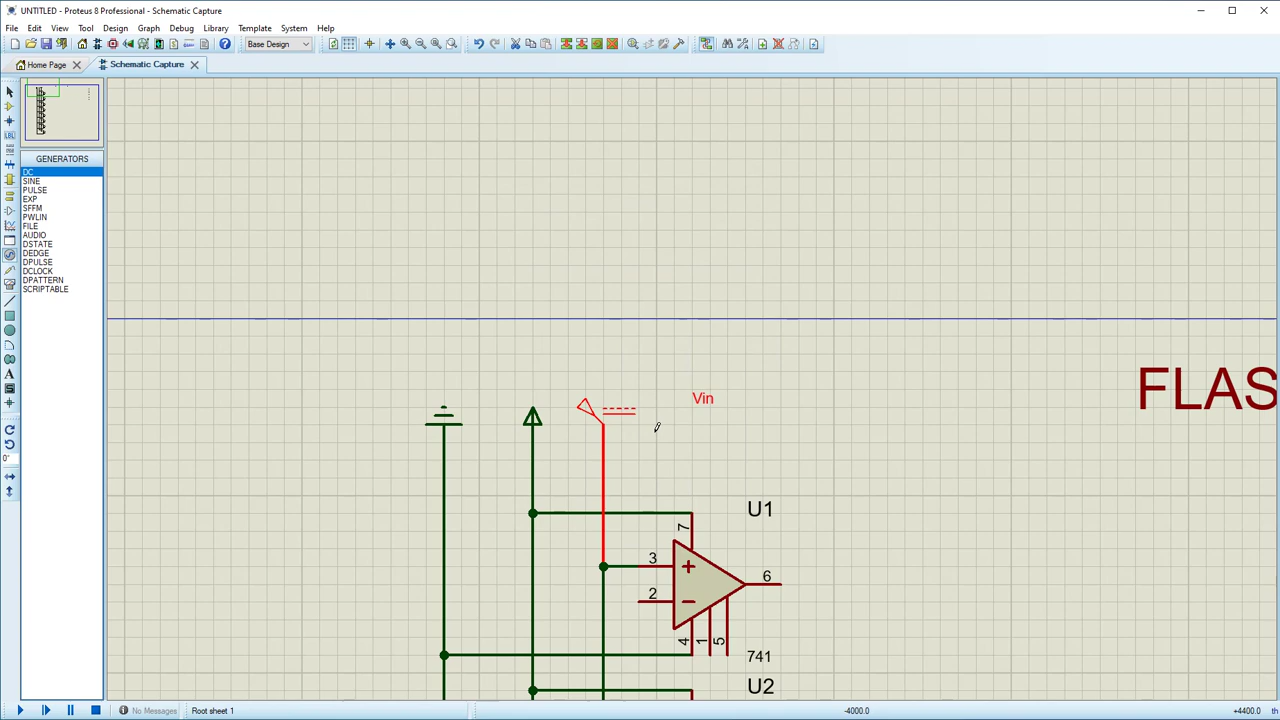 UNTITLED - Proteus 8 Professional - Schematic Capture
File Edit View Tool Design Graph Debug Library Template System Help
Base Design
Home Page
Schematic Capture
GENERATORS
DC
SINE
PULSE
EXP
SFFM
PWLIN
FILE
AUDIO
DSTATE
DEDGE
DPULSE
DCLOCK
DPATTERN
SCRIPTABLE
LBL
A
0°
FLAS
Vin
U1
7
3
6
2
4
1
5
741
U2
No Messages
Root sheet 1
-4000.0
+4400.0
th